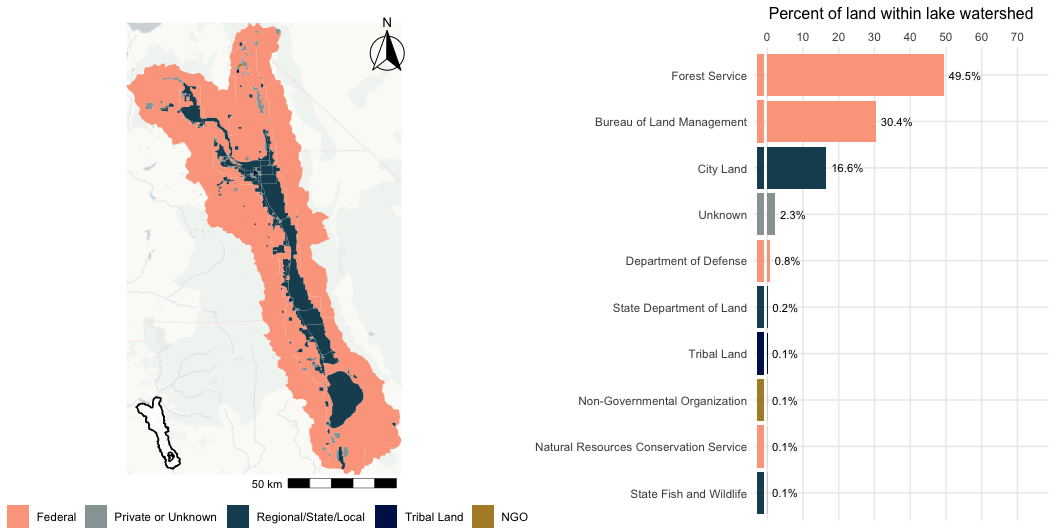 N
50 km
Federal
Private or Unknown
Regional/State/Local
Tribal Land
NGO
Percent of land within lake watershed
0 10 20 30 40 50 60 70
Forest Service 49.5%
Bureau of Land Management 30.4%
City Land 16.6%
Unknown 2.3%
Department of Defense 0.8%
State Department of Land 0.2%
Tribal Land 0.1%
Non-Governmental Organization 0.1%
Natural Resources Conservation Service 0.1%
State Fish and Wildlife 0.1%